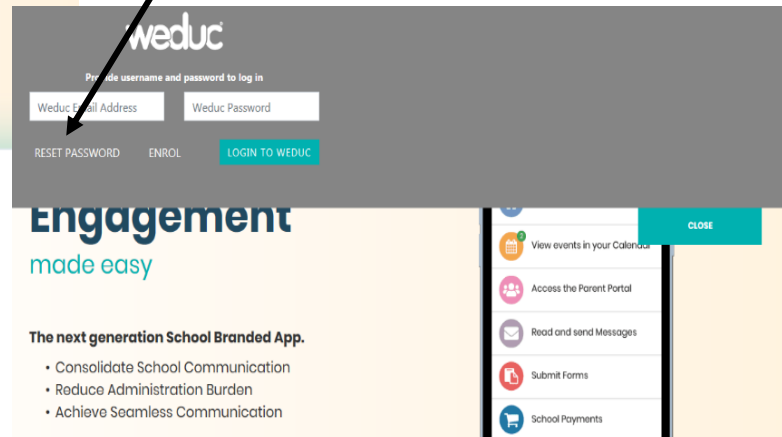 weduc
Provide username and password to log in
Weduc Email Address
Weduc Password
RESET PASSWORD
ENROL
LOGIN TO WEDUC
CLOSE
Engagement
made easy
The next generation School Branded App.
• Consolidate School Communication
• Reduce Administration Burden
• Achieve Seamless Communication
View events in your Calendar
Access the Parent Portal
Read and send Messages
Submit Forms
School Payments